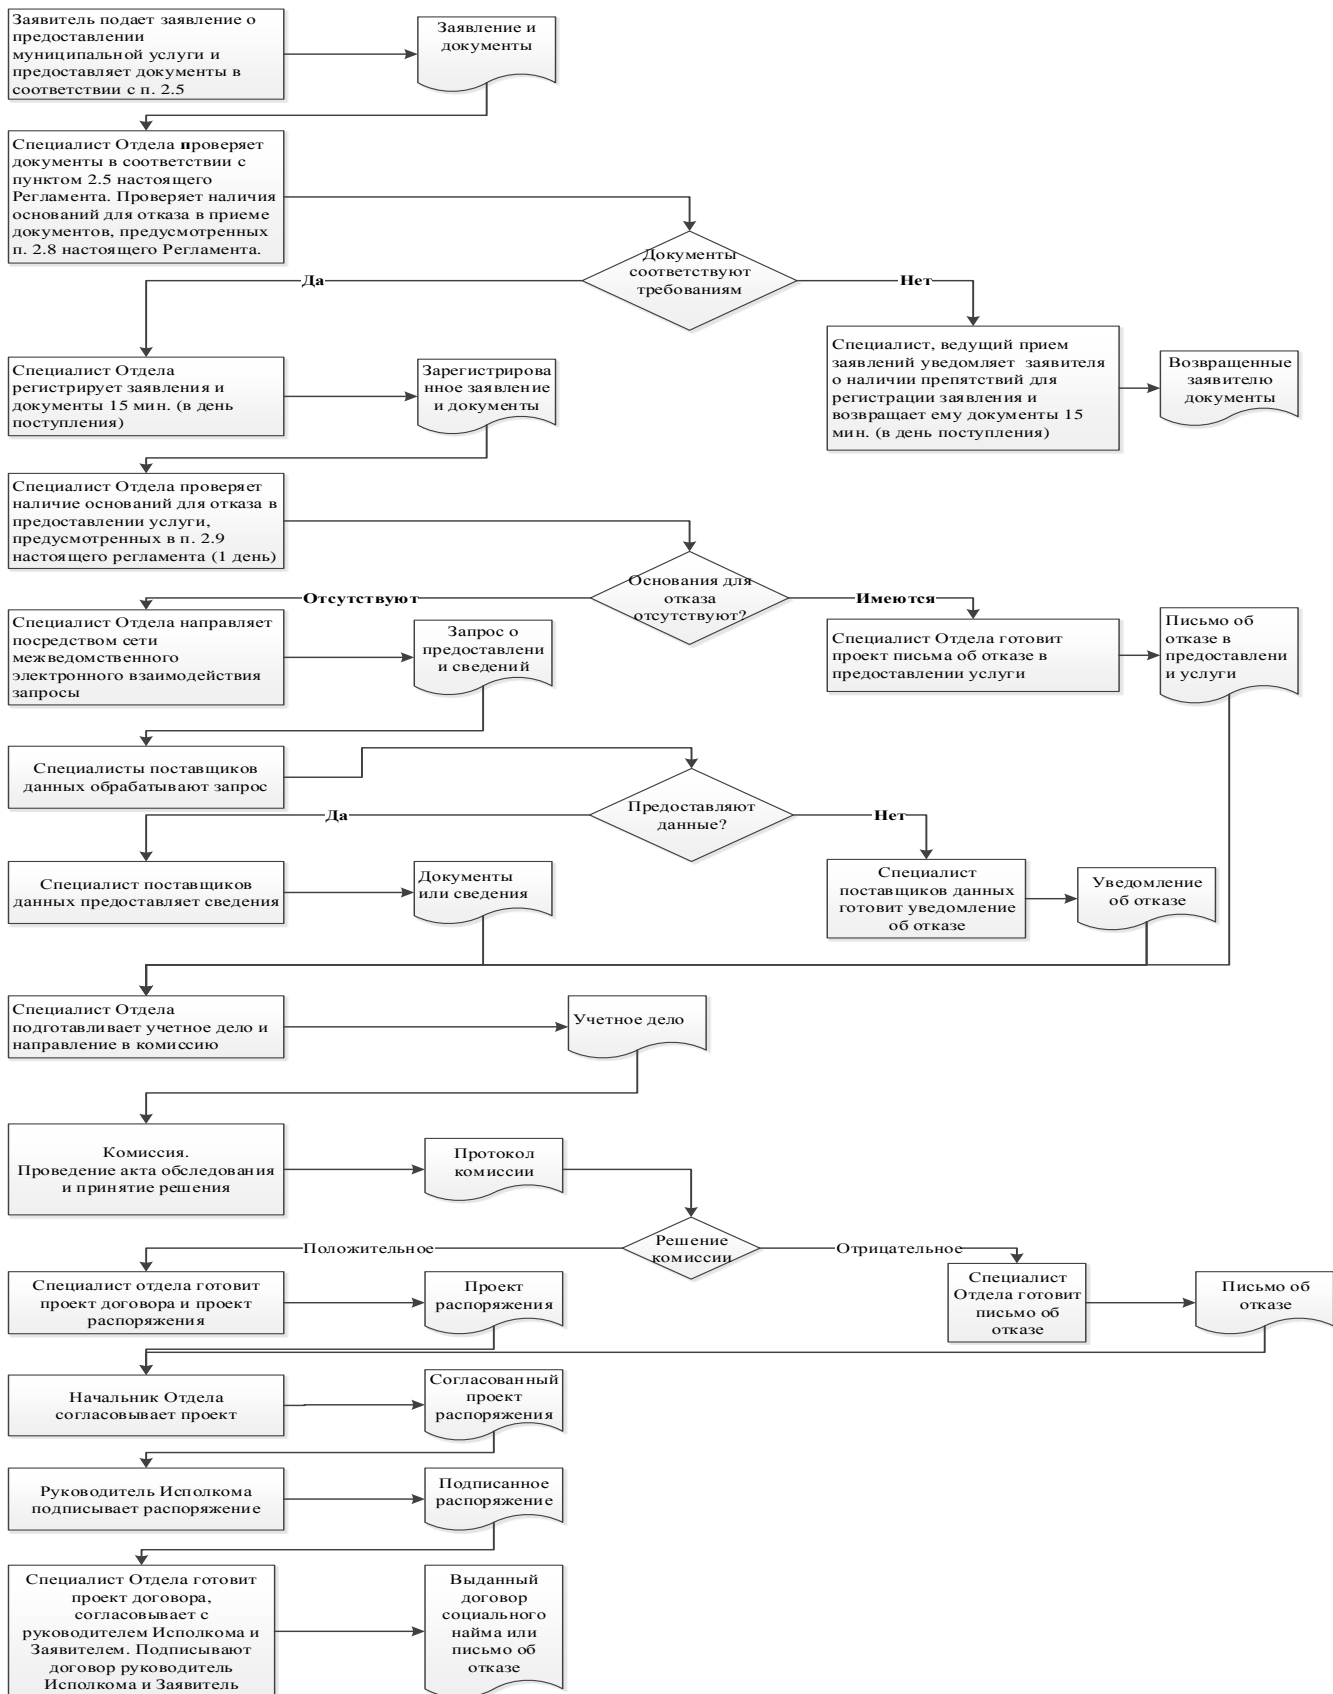 Заявитель подает заявление о
предоставлении
муниципальной услуги и
предоставляет документы в
соответствии с п. 2.5
Заявление и
документы
Специалист Отдела проверяет
документы в соответствии с
пунктом 2.5 настоящего
Регламента. Проверяет наличия
оснований для отказа в приеме
документов, предусмотренных
п. 2.8 настоящего Регламента.
Документы
соответствуют
требованиям
Да
Нет
Специалист Отдела
регистрирует заявления и
документы 15 мин. (в день
поступления)
Зарегистрирова
нное заявление
и документы
Специалист, ведущий прием
заявлений уведомляет заявителя
о наличии препятствий для
регистрации заявления и
возвращает ему документы 15
мин. (в день поступления)
Возвращенные
заявителю
документы
Специалист Отдела проверяет
наличие оснований для отказа в
предоставлении услуги,
предусмотренных в п. 2.9
настоящего регламента (1 день)
Основания для
отказа
отсутствуют?
Отсутствуют
Имеются
Специалист Отдела направляет
посредством сети
межведомственного
электронного взаимодействия
запросы
Запрос о
предоставлени
и сведений
Специалист Отдела готовит
проект письма об отказе в
предоставлении услуги
Письмо об
отказе в
предоставлени
и услуги
Специалисты поставщиков
данных обрабатывают запрос
Предоставляют
данные?
Да
Нет
Специалист поставщиков
данных предоставляет сведения
Документы
или сведения
Специалист
поставщиков данных
готовит уведомление
об отказе
Уведомление
об отказе
Специалист Отдела
подготавливает учетное дело и
направление в комиссию
Учетное дело
Комиссия.
Проведение акта обследования
и принятие решения
Протокол
комиссии
Решение
комиссии
Положительное
Отрицательное
Специалист отдела готовит
проект договора и проект
распоряжения
Проект
распоряжения
Специалист
Отдела готовит
письмо об
отказе
Письмо об
отказе
Начальник Отдела
согласовывает проект
Согласованный
проект
распоряжения
Руководитель Исполкома
подписывает распоряжение
Подписанное
распоряжение
Специалист Отдела готовит
проект договора,
согласовывает с
руководителем Исполкома и
Заявителем. Подписывают
договор руководитель
Исполкома и Заявитель
Выданный
договор
социального
найма или
письмо об
отказе